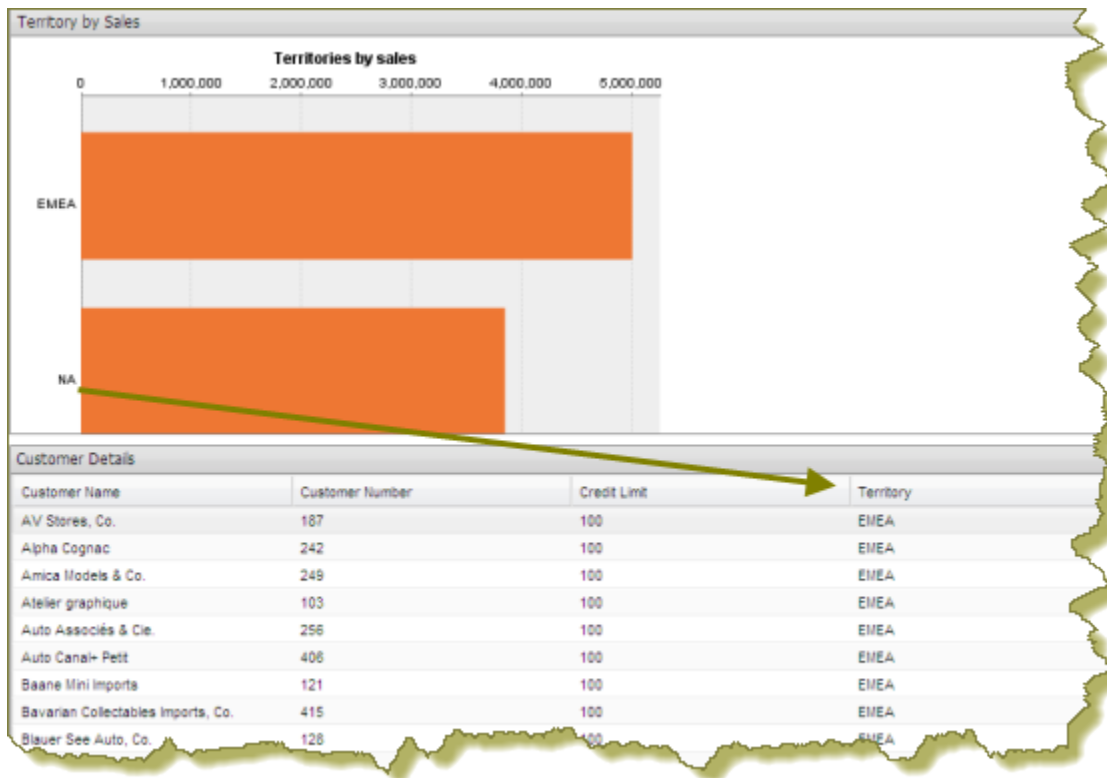 Territory by Sales
Territories by sales
0 1,000,000 2,000,000 3,000,000 4,000,000 5,000,000
EMEA
NA
Customer Details
Customer Name Customer Number Credit Limit Territory
AV Stores, Co. 187 100 EMEA
Alpha Cognac 242 100 EMEA
Amica Models & Co. 249 100 EMEA
Atelier graphique 103 100 EMEA
Auto Associés & Cie. 256 100 EMEA
Auto Canal+ Petit 406 100 EMEA
Baane Mini Imports 121 100 EMEA
Bavarian Collectables Imports, Co. 415 100 EMEA
Blauer See Auto, Co. 128 100 EMEA